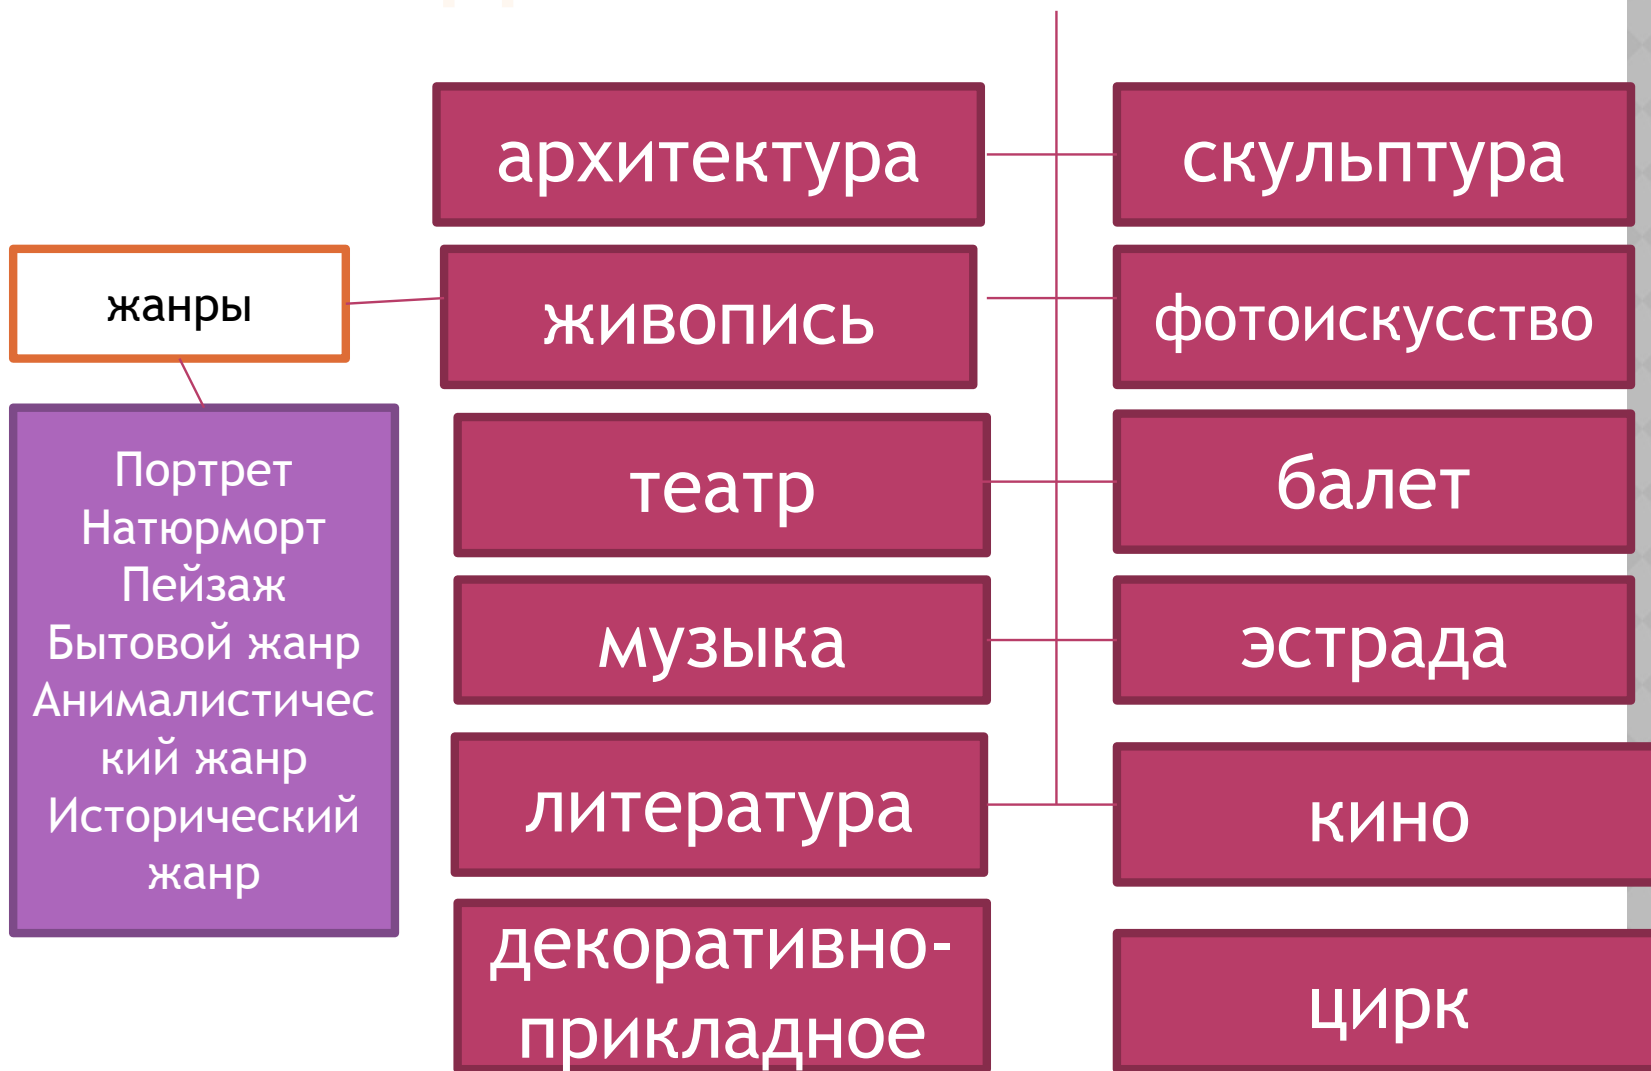 архитектура
скульптура
жанры
живопись
фотоискусство
Портрет
Натюрморт
Пейзаж
Бытовой жанр
Анималистичес
кий жанр
Исторический
жанр
театр
балет
музыка
эстрада
литература
кино
декоративно-
прикладное
цирк